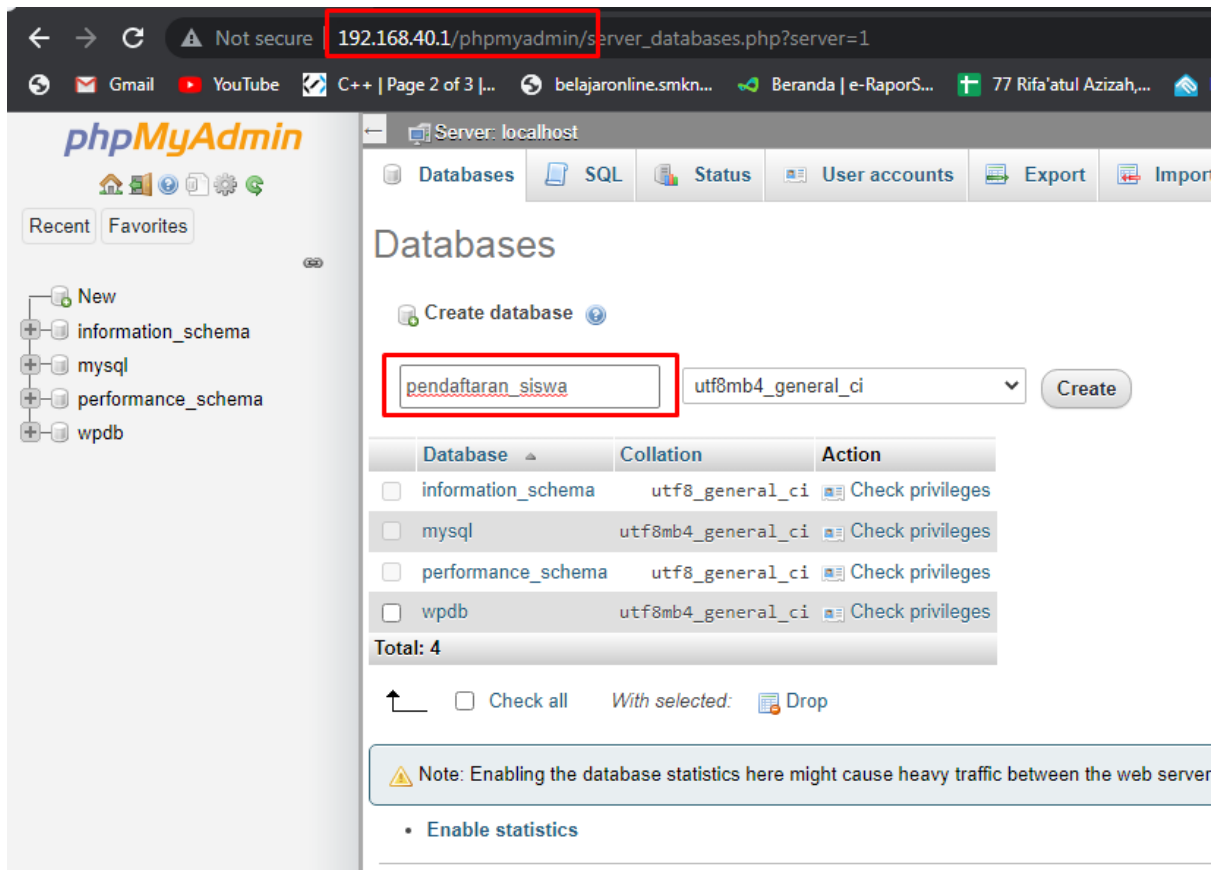 Not secure 192.168.40.1/phpmyadmin/server_databases.php?server=1
Gmail YouTube C++ | Page 2 of 3 |... belajaronline.smkn... Beranda | e-RaporS... 77 Rifa'atul Azizah,...
phpMyAdmin
Recent Favorites
New
information_schema
mysql
performance_schema
wpdb
Server: localhost
Databases SQL Status User accounts Export Import
Databases
Create database
pendaftaran_siswa utf8mb4_general_ci Create
Database Collation Action
information_schema utf8_general_ci Check privileges
mysql utf8mb4_general_ci Check privileges
performance_schema utf8_general_ci Check privileges
wpdb utf8mb4_general_ci Check privileges
Total: 4
Check all With selected: Drop
Note: Enabling the database statistics here might cause heavy traffic between the web server
• Enable statistics